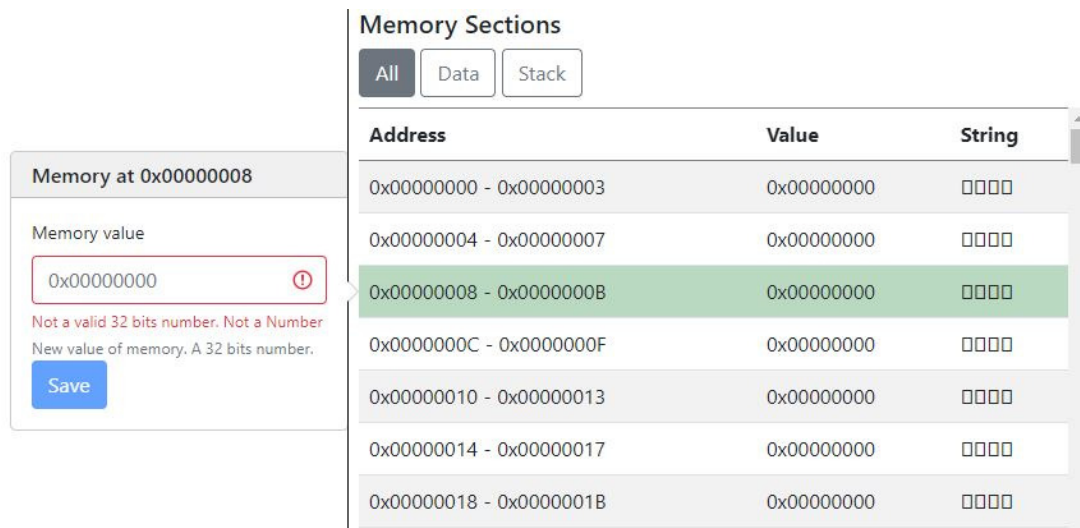 Memory Sections
All Data Stack
Address Value String
0x00000000 - 0x00000003 0x00000000 □□□□
0x00000004 - 0x00000007 0x00000000 □□□□
0x00000008 - 0x0000000B 0x00000000 □□□□
0x0000000C - 0x0000000F 0x00000000 □□□□
0x00000010 - 0x00000013 0x00000000 □□□□
0x00000014 - 0x00000017 0x00000000 □□□□
0x00000018 - 0x0000001B 0x00000000 □□□□
Memory at 0x00000008
Memory value
0x00000000
Not a valid 32 bits number. Not a Number
New value of memory. A 32 bits number.
Save